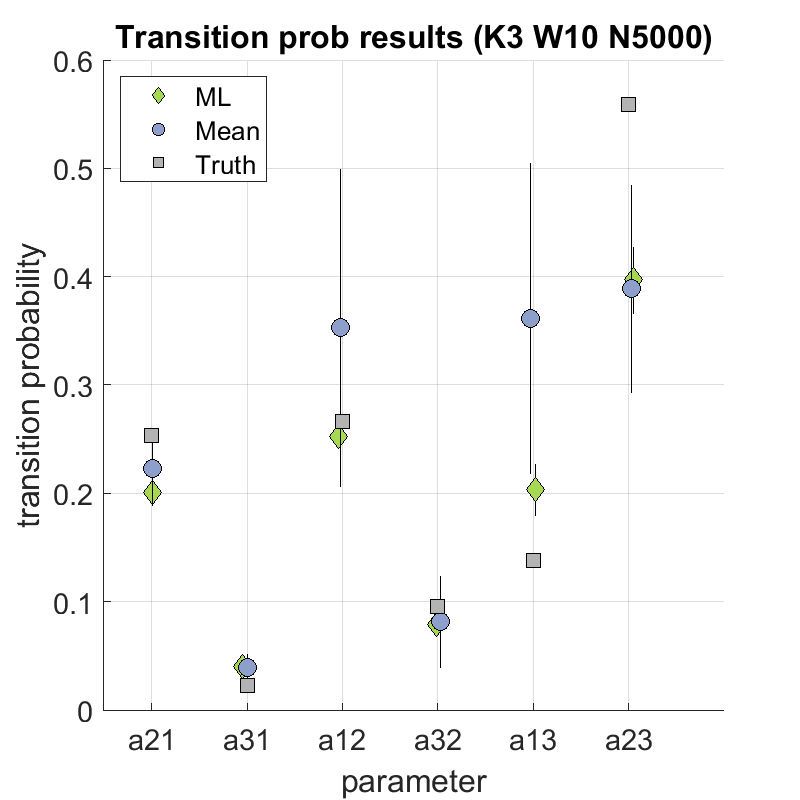 Transition prob results (K3 W10 N5000)
ML
Mean
Truth
0.6
0.5
0.4
0.3
0.2
0.1
0
transition probability
a21 a31 a12 a32 a13 a23
parameter